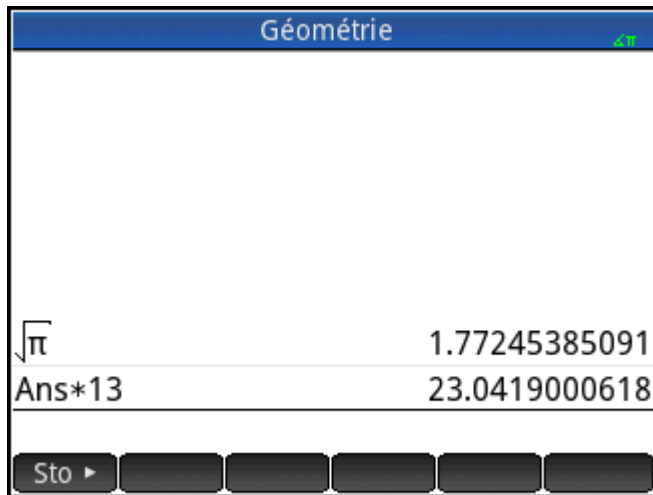 Géométrie
∡π
√π 1.77245385091
Ans*13 23.0419000618
Sto ►